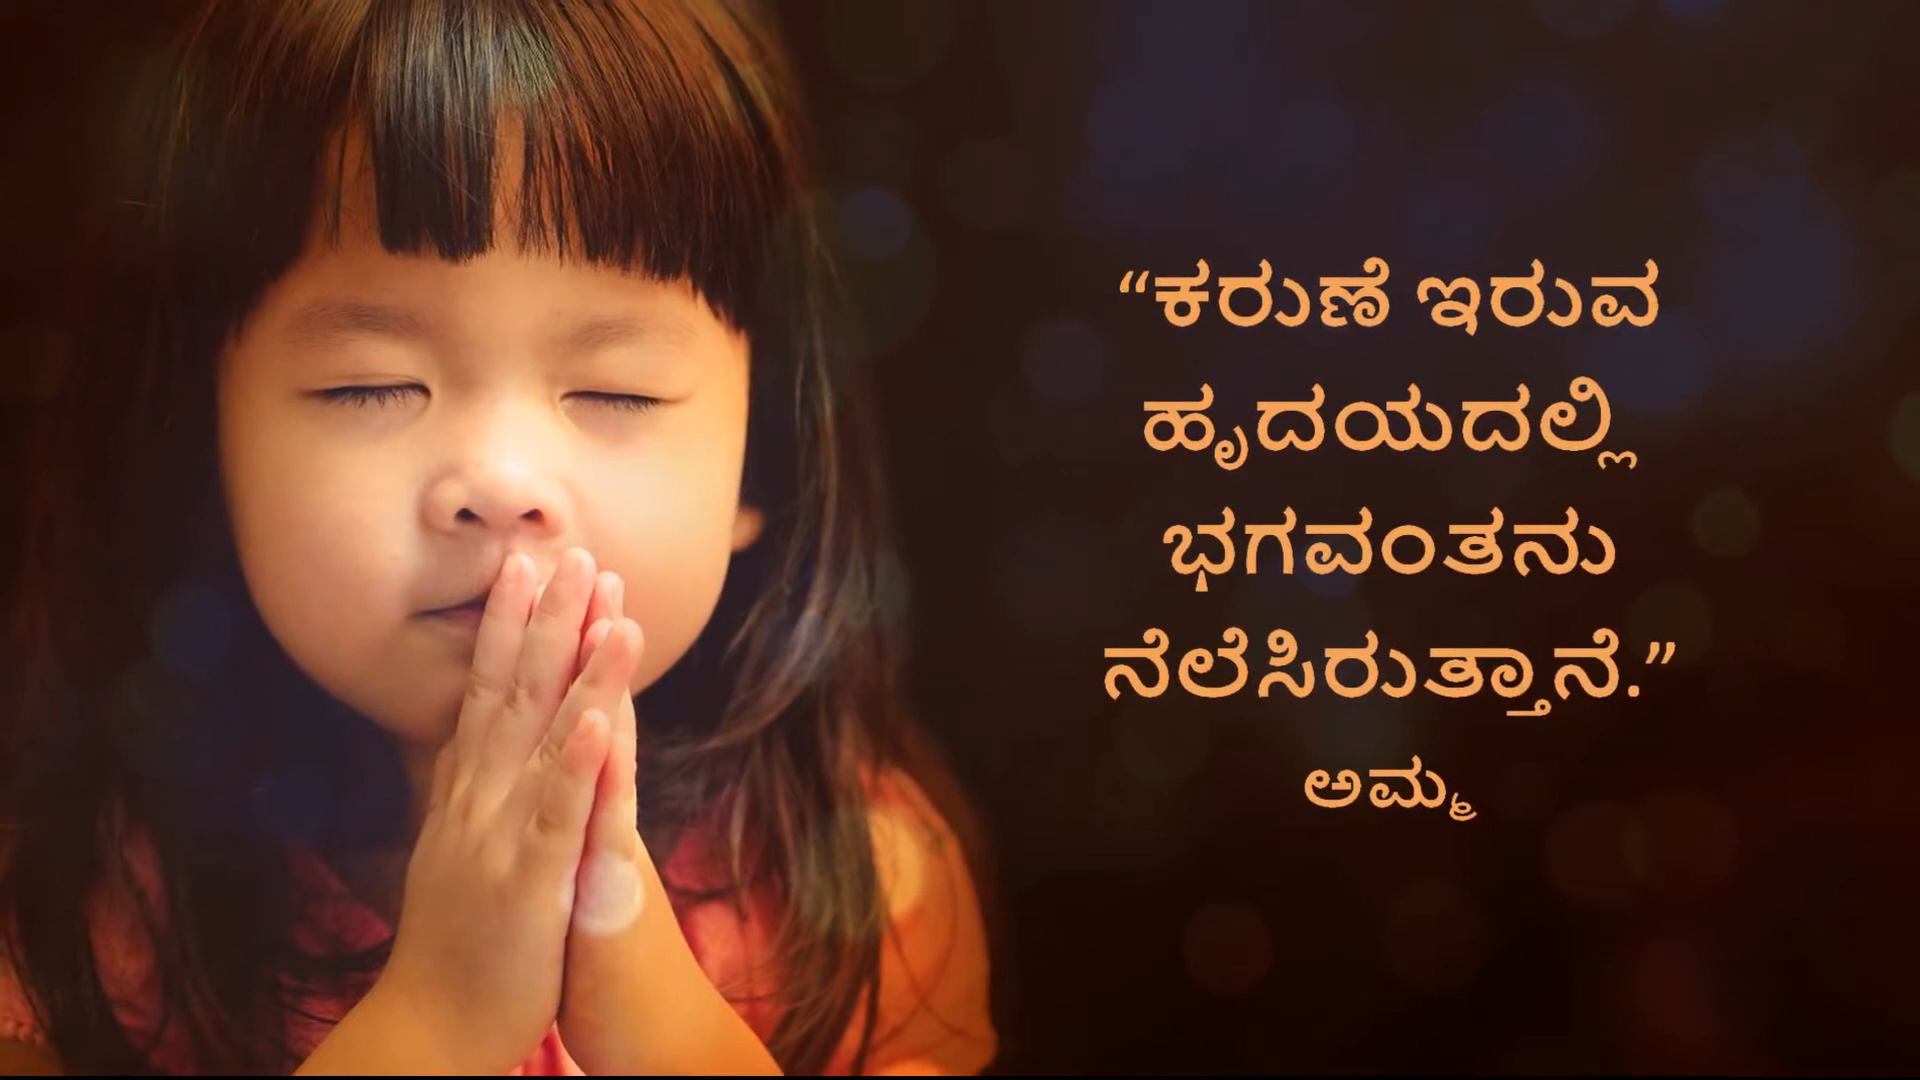 “ಕರುಣೆ ಇರುವ
ಹೃದಯದಲ್ಲಿ
ಭಗವಂತನು
ನೆಲೆಸಿರುತ್ತಾನೆ.”
ಅಮ್ಮ